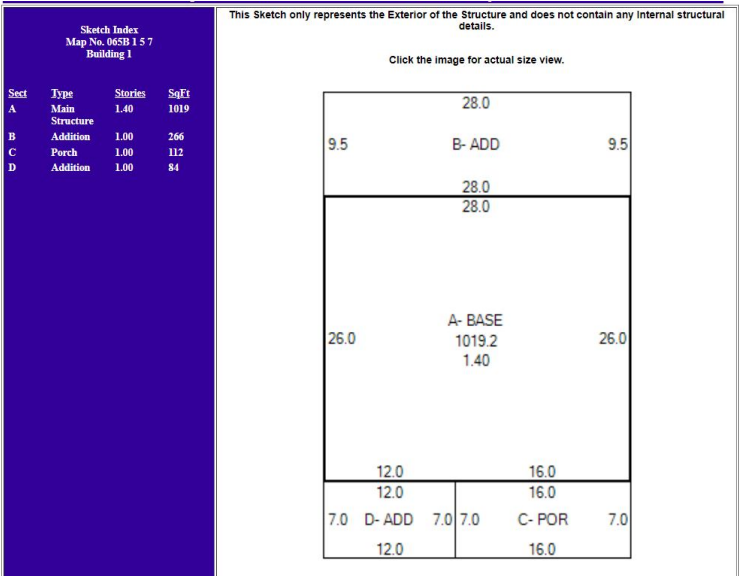 Sketch Index
Map No. 065B 1 5 7
Building 1
Sect Type Stories SqFt
A Main Structure 1.40 1019
B Addition 1.00 266
C Porch 1.00 112
D Addition 1.00 84
This Sketch only represents the Exterior of the Structure and does not contain any Internal structural
details.
Click the image for actual size view.
28.0
9.5 B- ADD 9.5
28.0
28.0
A- BASE
26.0 1019.2 26.0
1.40
12.0 16.0
12.0 16.0
7.0 D- ADD 7.0 7.0 C- POR 7.0
12.0 16.0